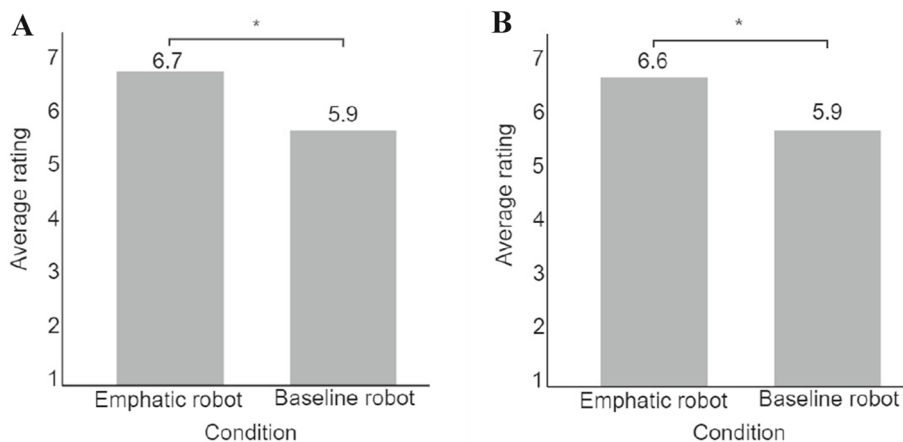 A
*
7
6.7
6
5.9
5
4
3
2
1
Average rating
Emphatic robot
Baseline robot
Condition
B
*
7
6.6
6
5.9
5
4
3
2
1
Average rating
Emphatic robot
Baseline robot
Condition